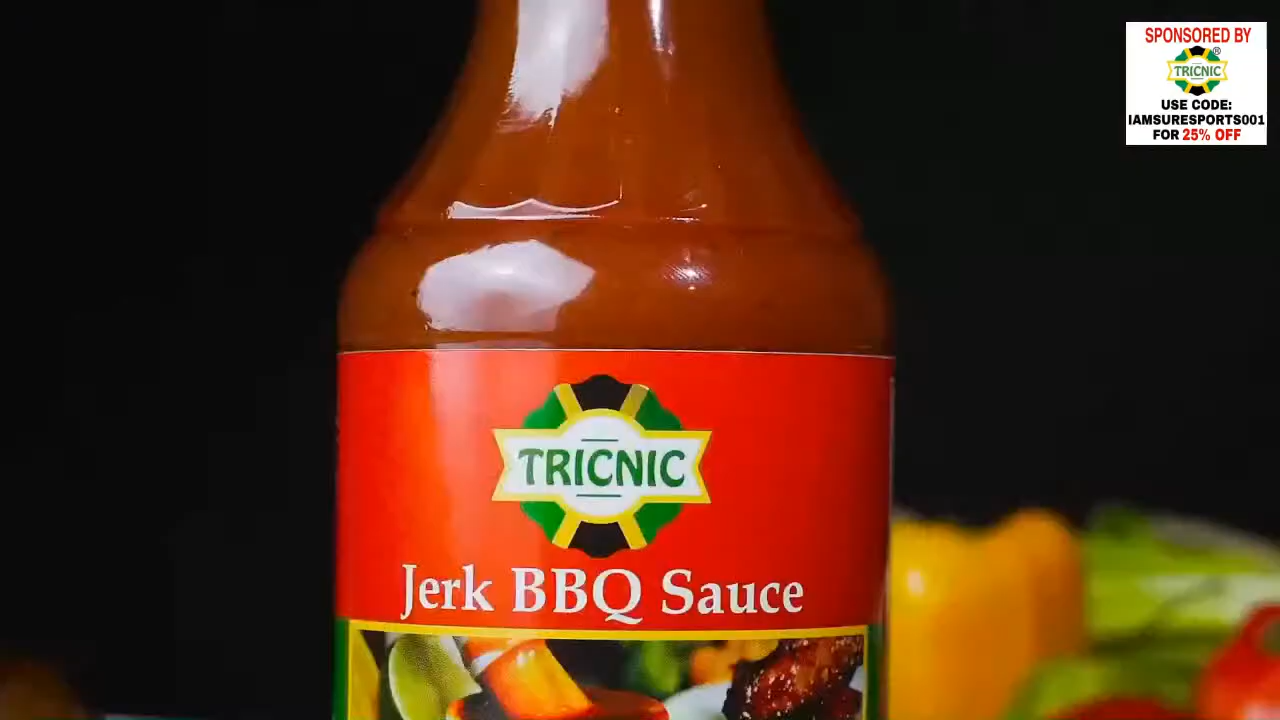 SPONSORED BY
TRICNIC®
USE CODE:
IAMSURESPORTS001
FOR 25% OFF
TRICNIC
Jerk BBQ Sauce